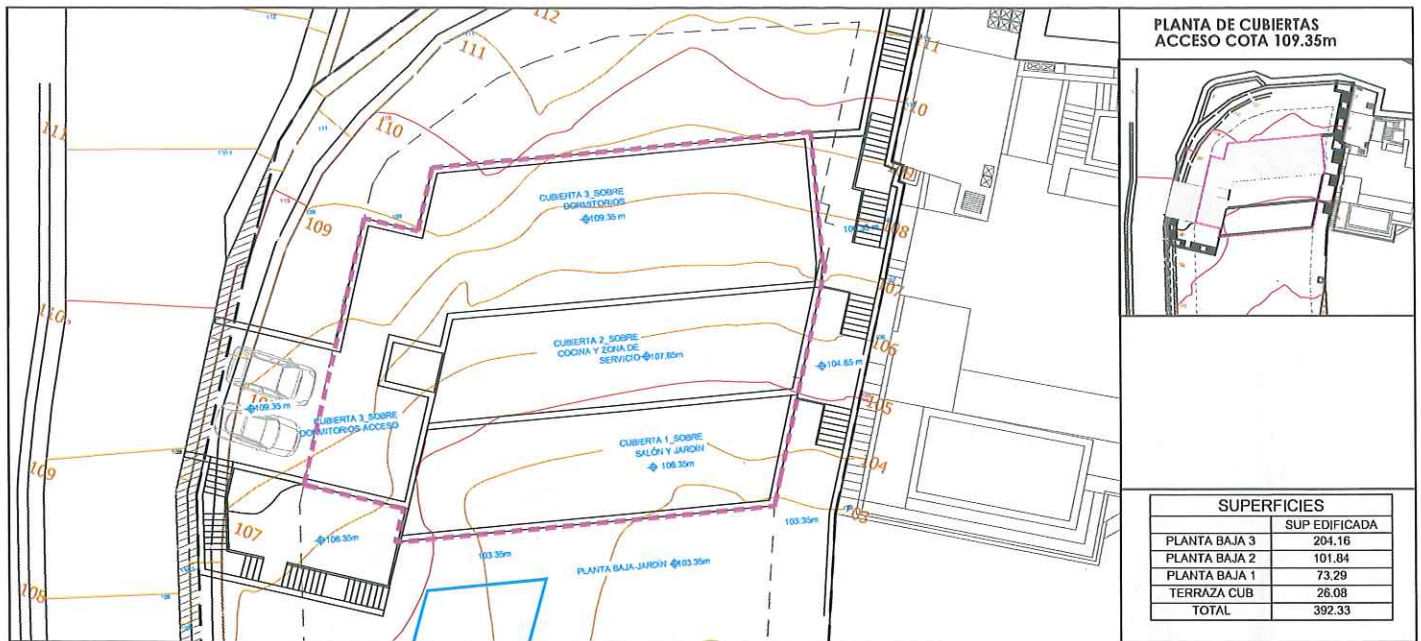 PLANTA DE CUBIERTAS
ACCESO COTA 109.35m
112
111
111
110
110
109
109
108
107
106
105
104
103
111
110
109
108
107
CUBIERTA 3_SOBRE
DORMITORIOS
109.35 m
CUBIERTA 2_SOBRE
COCINA Y ZONA DE
SERVICIO 107.85m
104.85 m
109.35 m
CUBIERTA 3_SOBRE
DORMITORIOS-ACCESO
CUBIERTA 1_SOBRE
SALÓN Y JARDÍN
106.35m
106.35m
103.35m
103.35m
PLANTA BAJA-JARDÍN 103.35m
SUPERFICIES
SUP EDIFICADA
PLANTA BAJA 3 204,16
PLANTA BAJA 2 101.84
PLANTA BAJA 1 73,29
TERRAZA CUB 26.08
TOTAL 392.33